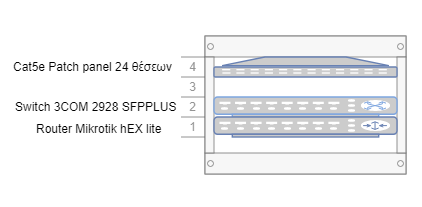 Cat5e Patch panel 24 θέσεων 4
3
Switch 3COM 2928 SFPPLUS 2
Router Mikrotik hEX lite 1